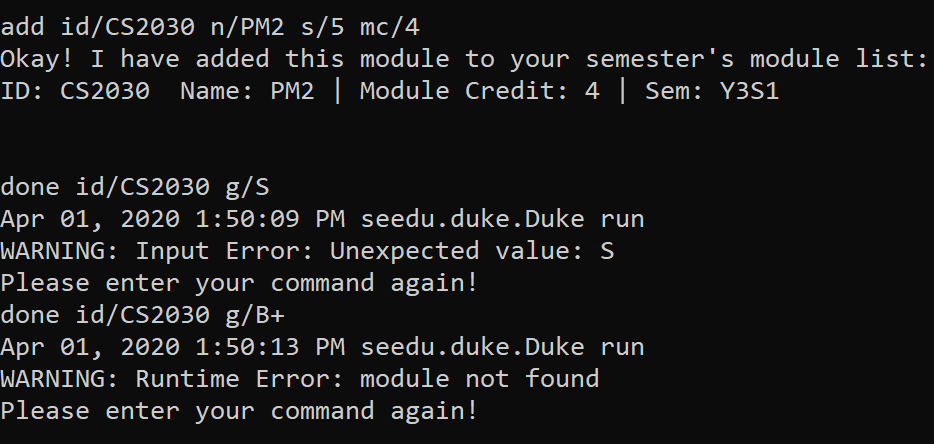 add id/CS2030 n/PM2 s/5 mc/4
Okay! I have added this module to your semester's module list:
ID: CS2030  Name: PM2 | Module Credit: 4 | Sem: Y3S1
done id/CS2030 g/S
Apr 01, 2020 1:50:09 PM seedu.duke.Duke run
WARNING: Input Error: Unexpected value: S
Please enter your command again!
done id/CS2030 g/B+
Apr 01, 2020 1:50:13 PM seedu.duke.Duke run
WARNING: Runtime Error: module not found
Please enter your command again!